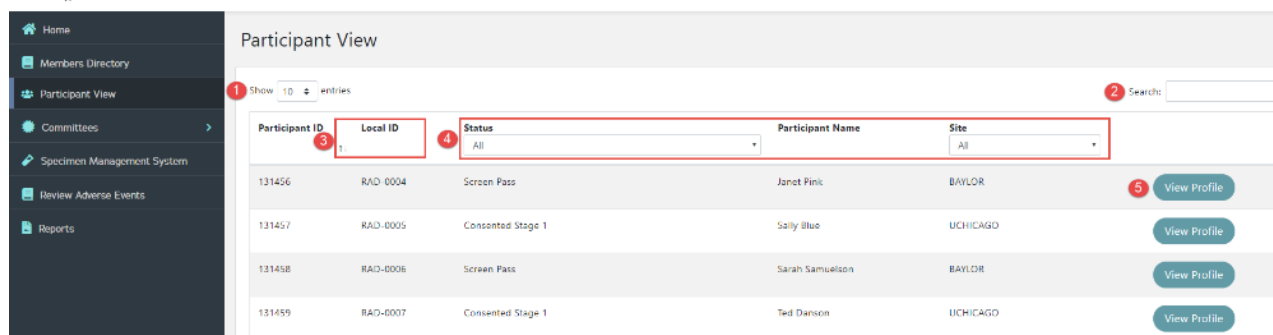 Home
Members Directory
Participant View
Committees
Specimen Management System
Review Adverse Events
Reports
Participant View
1 Show 10 entries
2 Search:
Participant ID 3 Local ID 4 Status Participant Name Site
All All
131456 RAD-0004 Screen Pass Janet Pink BAYLOR 5 View Profile
131457 RAD-0005 Consented Stage 1 Sally Blue UCHICAGO View Profile
131458 RAD-0006 Screen Pass Sarah Samuelson BAYLOR View Profile
131459 RAD-0007 Consented Stage 1 Ted Danson UCHICAGO View Profile